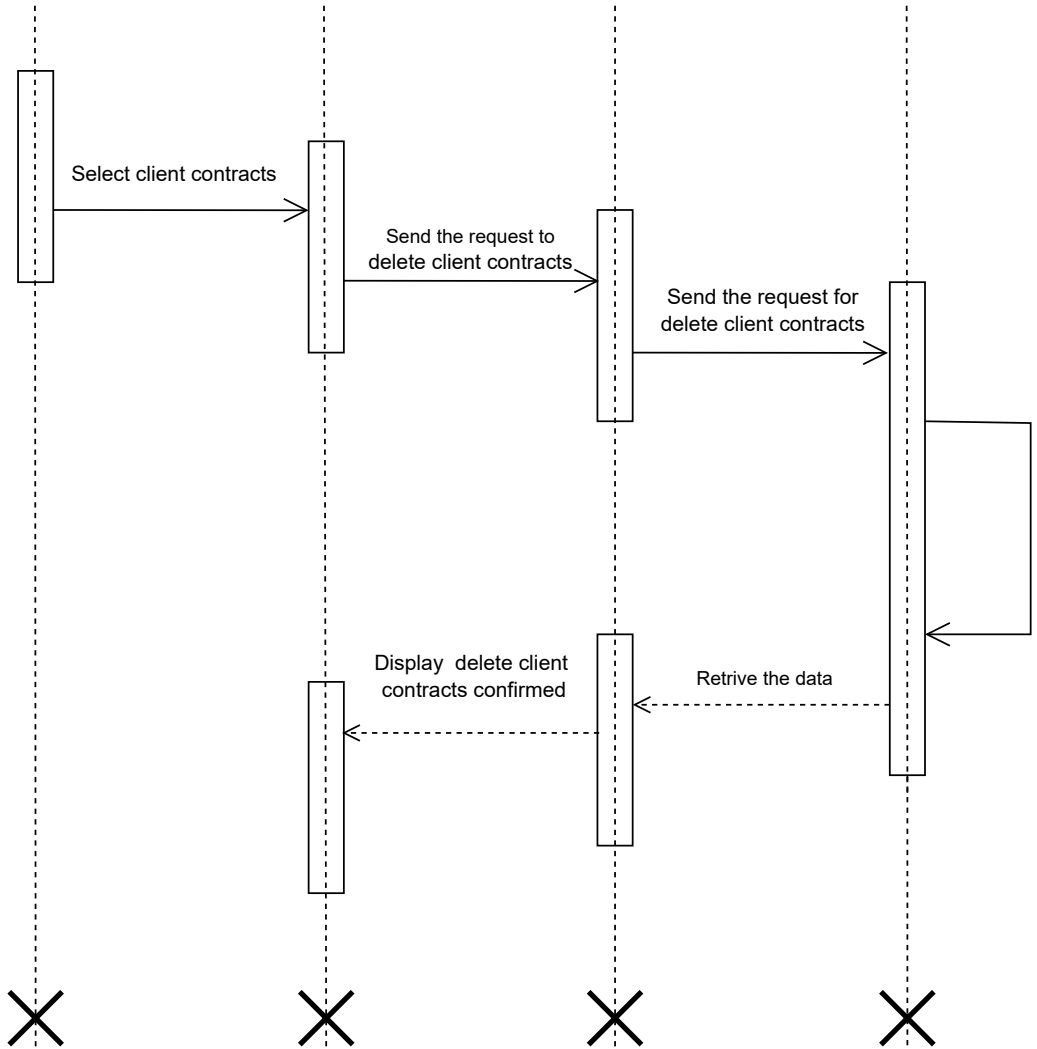 Select client contracts
Send the request to
delete client contracts
Send the request for
delete client contracts
Display  delete client
contracts confirmed
Retrive the data